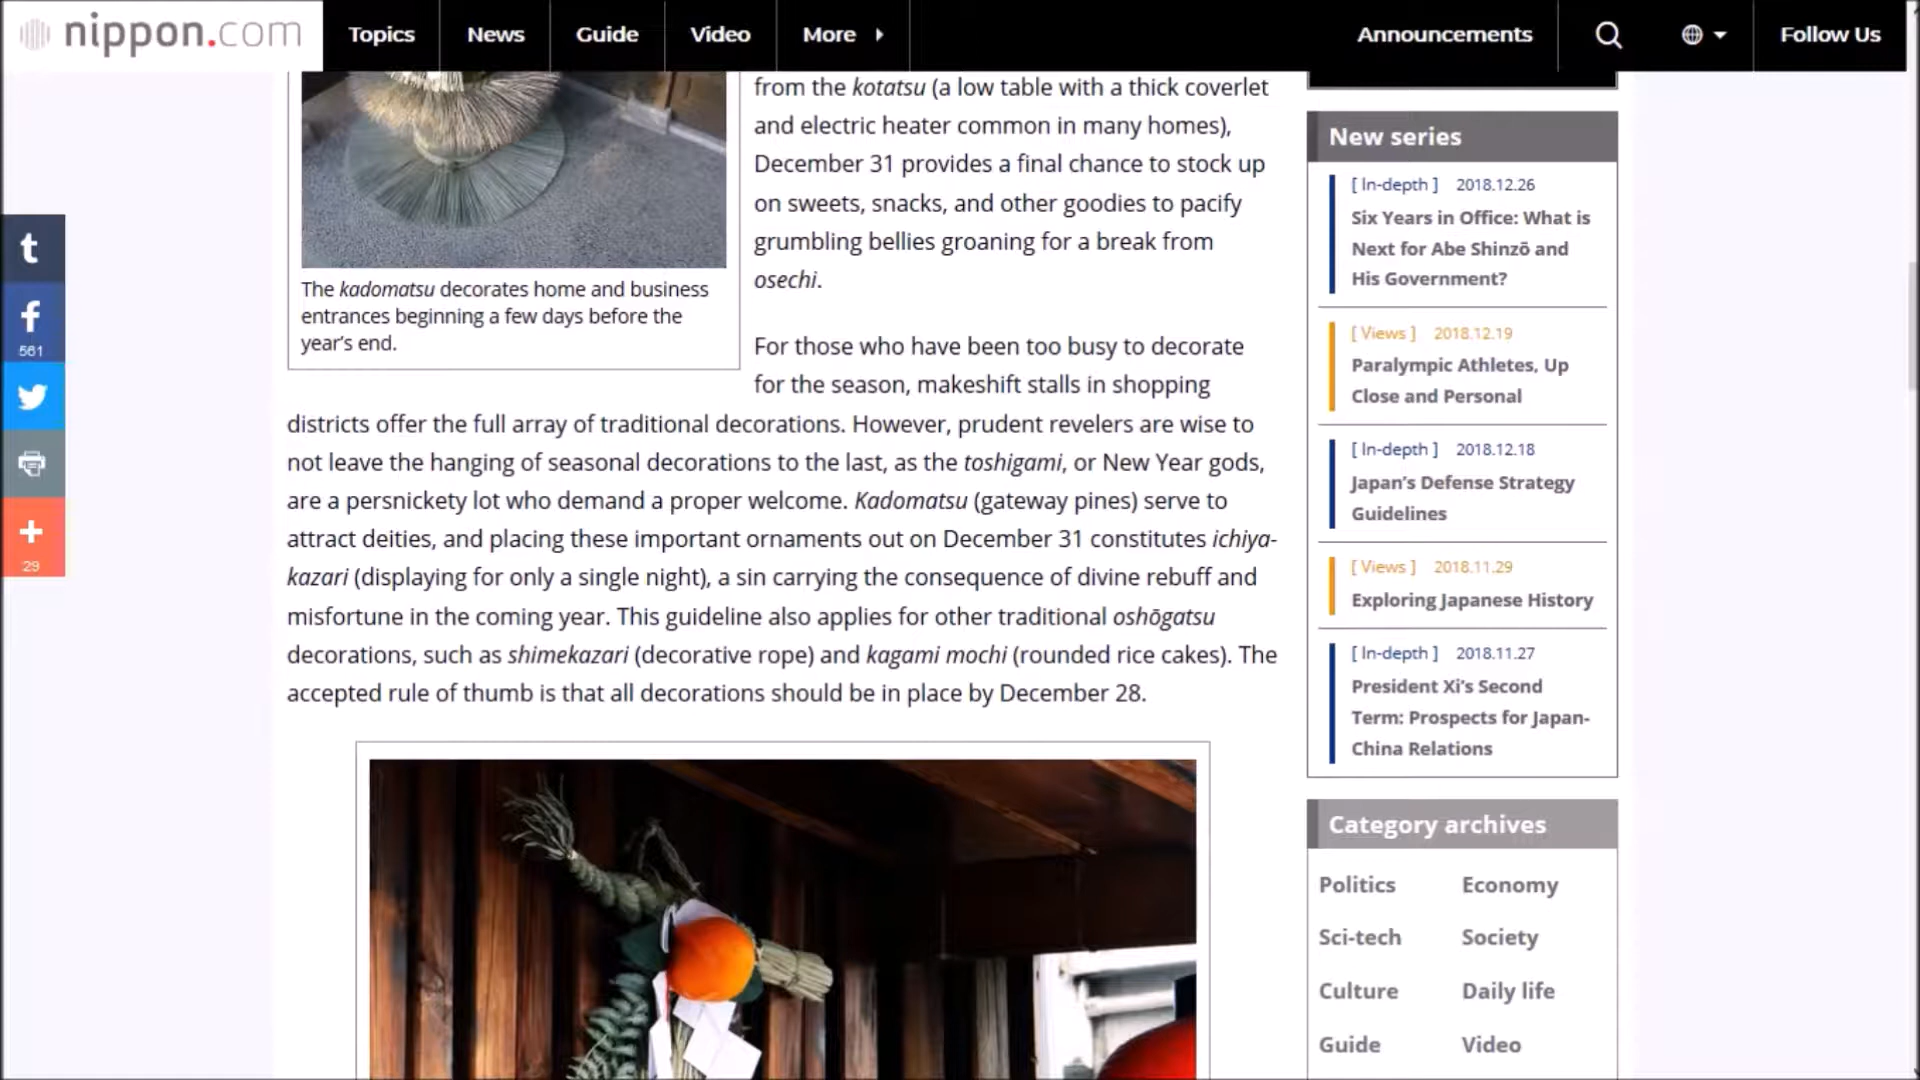 nippon.com
Topics
News
Guide
Video
More
Announcements
Follow Us
t
561
29
The kadomatsu decorates home and business
entrances beginning a few days before the
year's end.
from the kotatsu (a low table with a thick coverlet
and electric heater common in many homes),
December 31 provides a final chance to stock up
on sweets, snacks, and other goodies to pacify
grumbling bellies groaning for a break from
osechi.
For those who have been too busy to decorate
for the season, makeshift stalls in shopping
districts offer the full array of traditional decorations. However, prudent revelers are wise to
not leave the hanging of seasonal decorations to the last, as the toshigami, or New Year gods,
are a persnickety lot who demand a proper welcome. Kadomatsu (gateway pines) serve to
attract deities, and placing these important ornaments out on December 31 constitutes ichiya-
kazari (displaying for only a single night), a sin carrying the consequence of divine rebuff and
misfortune in the coming year. This guideline also applies for other traditional oshōgatsu
decorations, such as shimekazari (decorative rope) and kagami mochi (rounded rice cakes). The
accepted rule of thumb is that all decorations should be in place by December 28.
New series
[ In-depth ] 2018.12.26
Six Years in Office: What is
Next for Abe Shinzō and
His Government?
[ Views ] 2018.12.19
Paralympic Athletes, Up
Close and Personal
[ In-depth ] 2018.12.18
Japan's Defense Strategy
Guidelines
[ Views ] 2018.11.29
Exploring Japanese History
[ In-depth ] 2018.11.27
President Xi's Second
Term: Prospects for Japan-
China Relations
Category archives
Politics
Economy
Sci-tech
Society
Culture
Daily life
Guide
Video